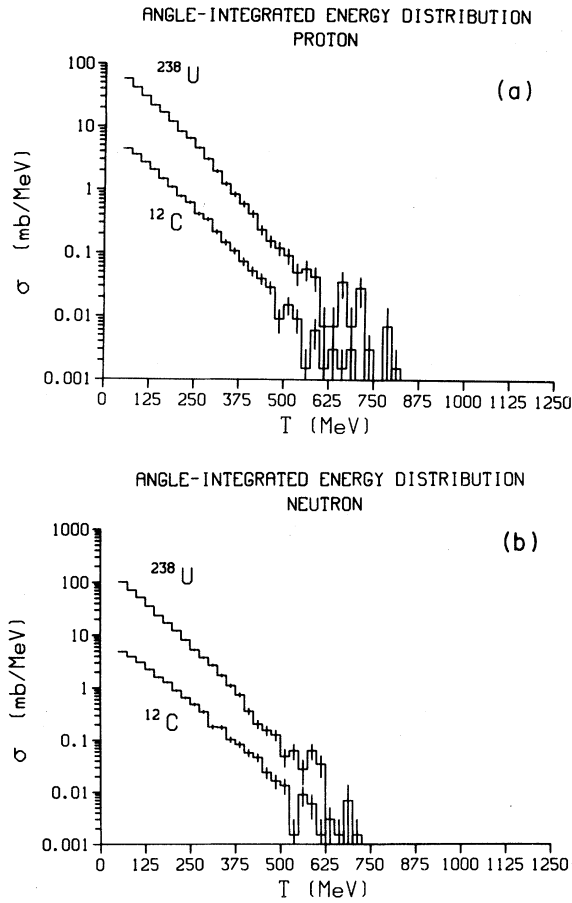 ANGLE-INTEGRATED ENERGY DISTRIBUTION
PROTON
(a)
²³⁸U
¹²C
σ (mb/MeV)
100
10
1
0.1
0.01
0.001
0 125 250 375 500 625 750 875 1000 1125 1250
T (MeV)
ANGLE-INTEGRATED ENERGY DISTRIBUTION
NEUTRON
(b)
²³⁸U
¹²C
σ (mb/MeV)
1000
100
10
1
0.1
0.01
0.001
0 125 250 375 500 625 750 875 1000 1125 1250
T (MeV)